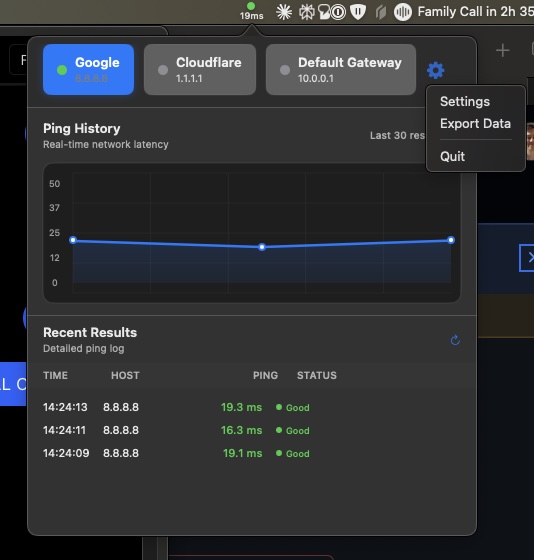 19ms
Family Call in 2h 35
Google
8.8.8.8
Cloudflare
1.1.1.1
Default Gateway
10.0.0.1
Settings
Export Data
Quit
Ping History
Real-time network latency
Last 30 res
50
37
25
12
0
Recent Results
Detailed ping log
TIME HOST PING STATUS
14:24:13 8.8.8.8 19.3 ms Good
14:24:11 8.8.8.8 16.3 ms Good
14:24:09 8.8.8.8 19.1 ms Good